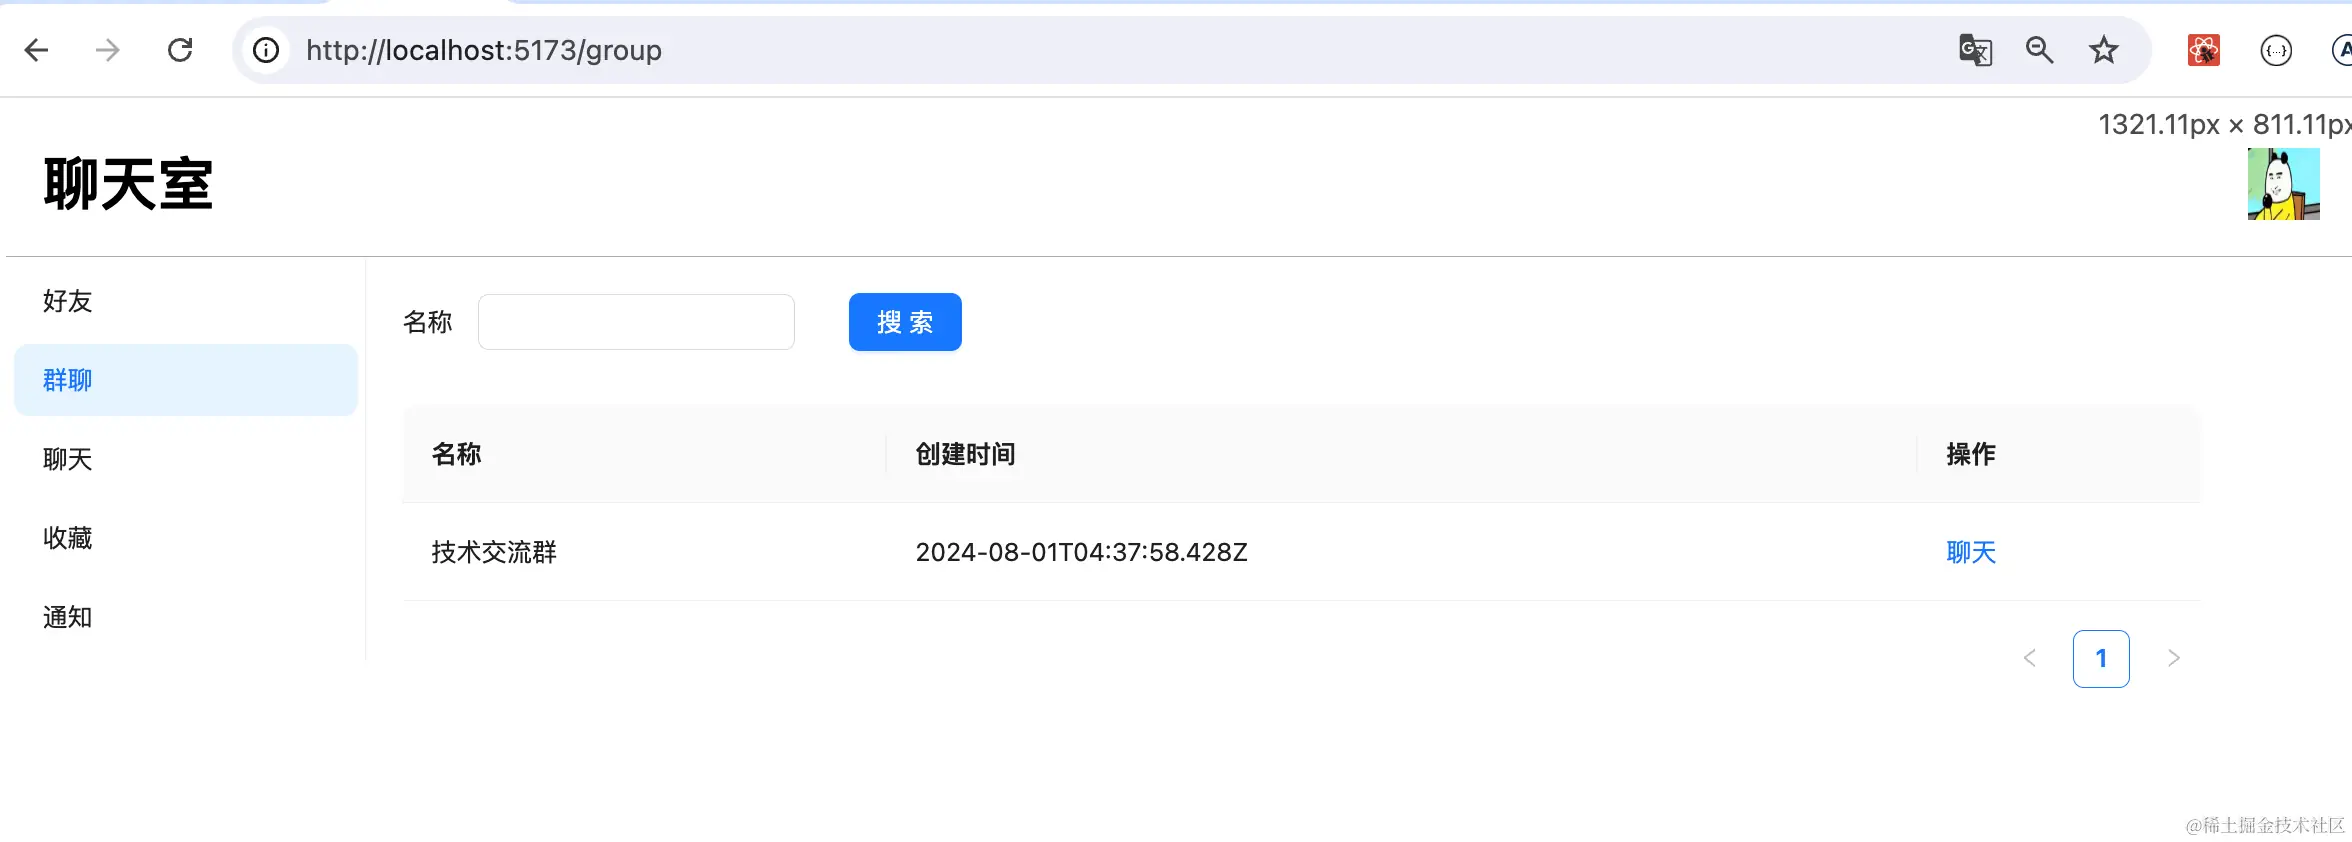 http://localhost:5173/group
1321.11px × 811.11px
聊天室
好友
群聊
聊天
收藏
通知
名称
搜 索
名称 创建时间 操作
技术交流群 2024-08-01T04:37:58.428Z 聊天
1
@稀土掘金技术社区